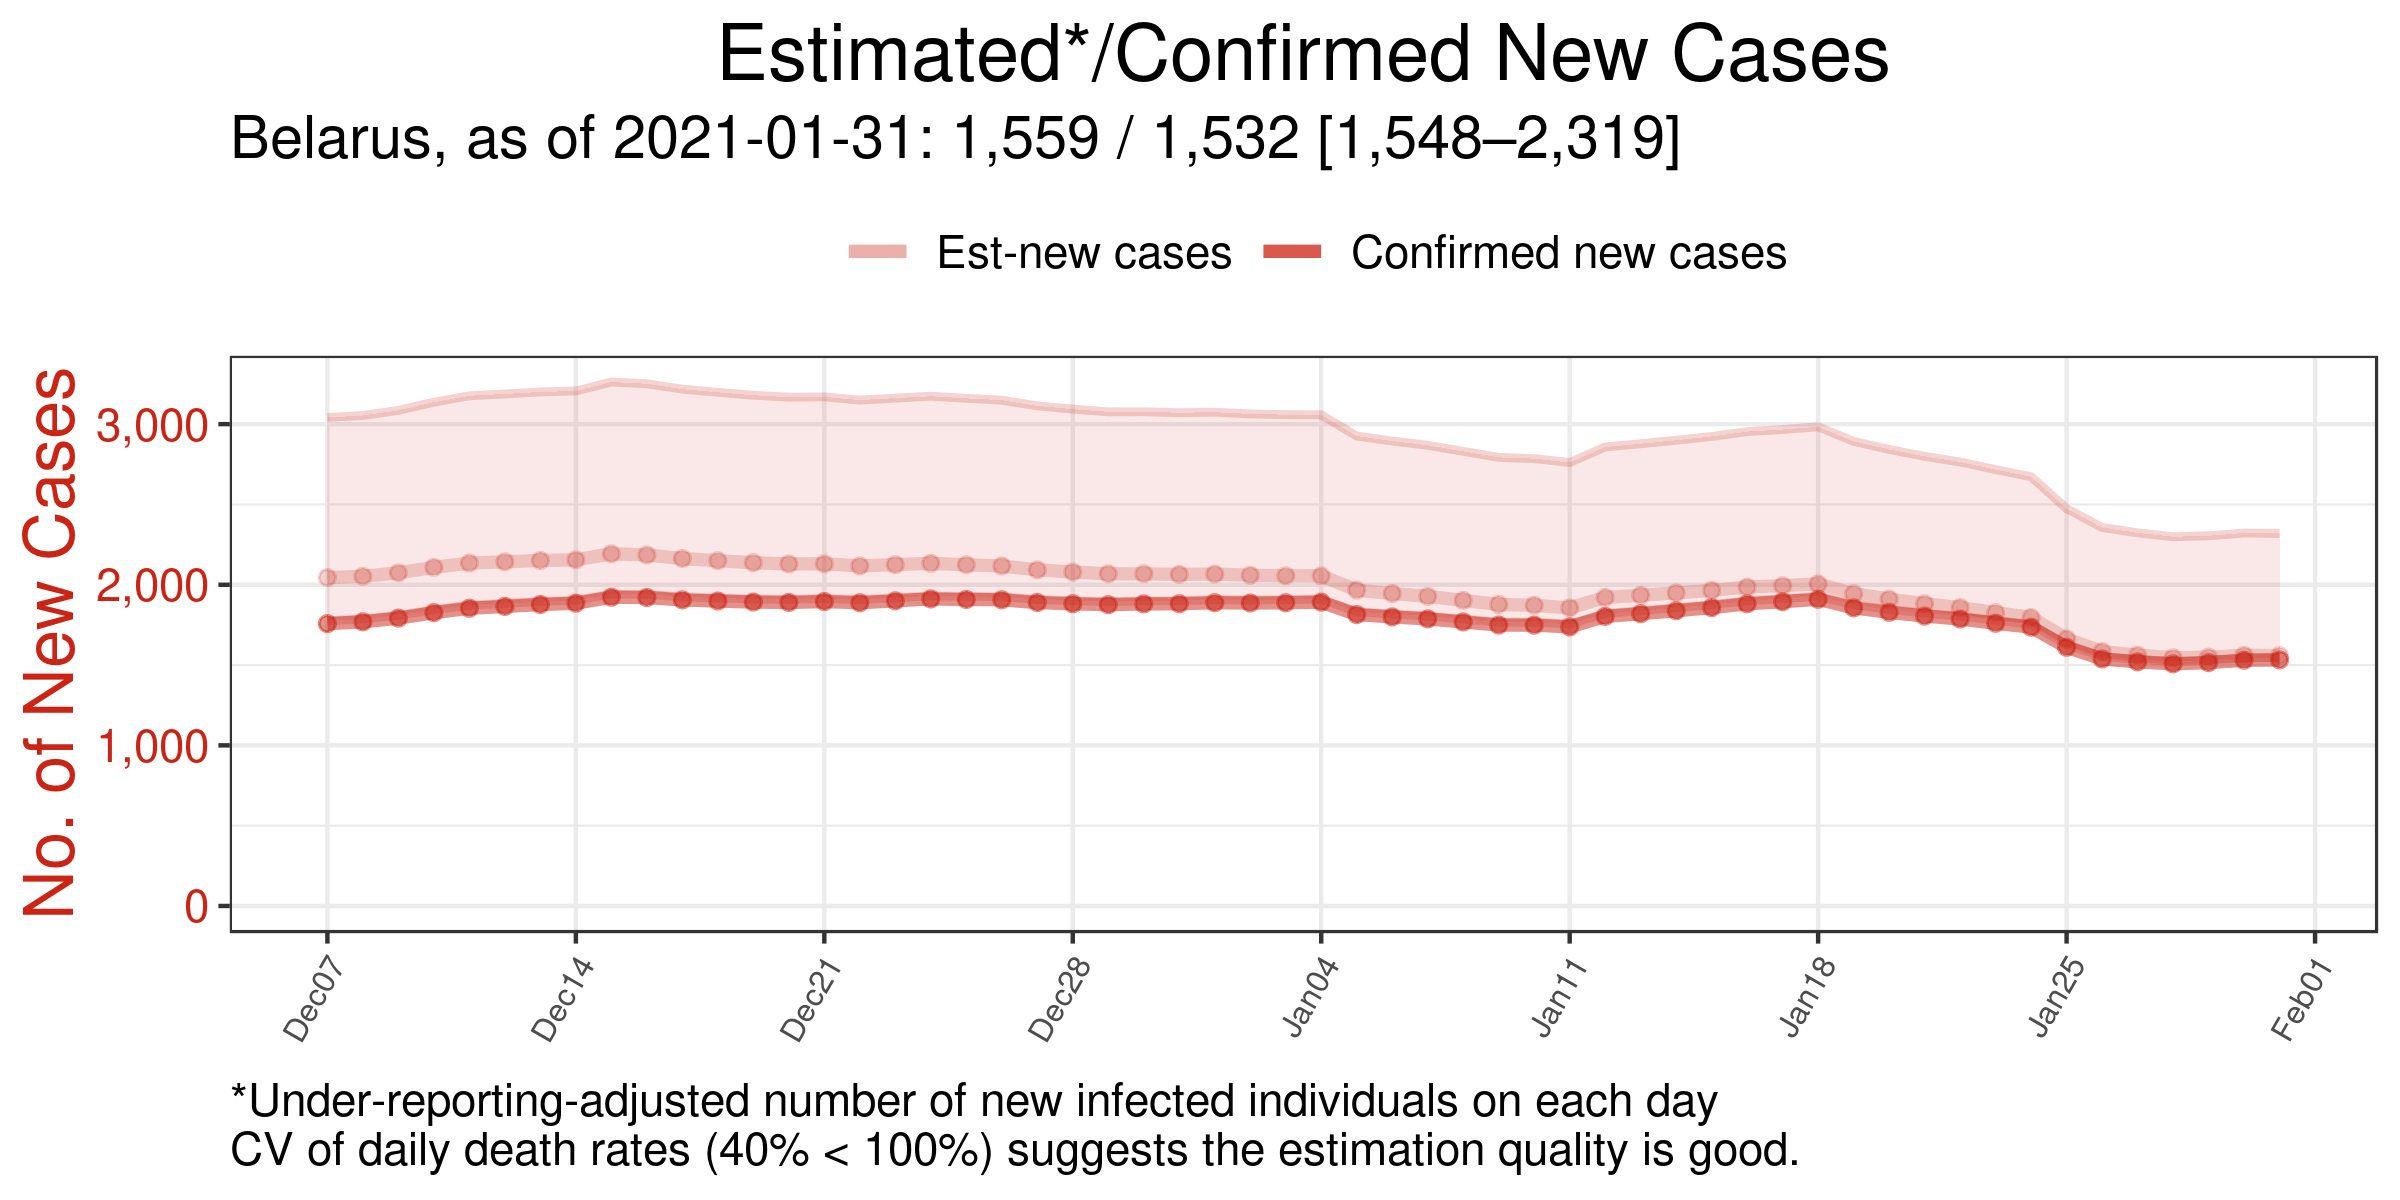 Estimated*/Confirmed New Cases
Belarus, as of 2021-01-31: 1,559 / 1,532 [1,548–2,319]
Est-new cases Confirmed new cases
No. of New Cases
3,000
2,000
1,000
0
Dec07 Dec14 Dec21 Dec28 Jan04 Jan11 Jan18 Jan25 Feb01
*Under-reporting-adjusted number of new infected individuals on each day
CV of daily death rates (40% < 100%) suggests the estimation quality is good.